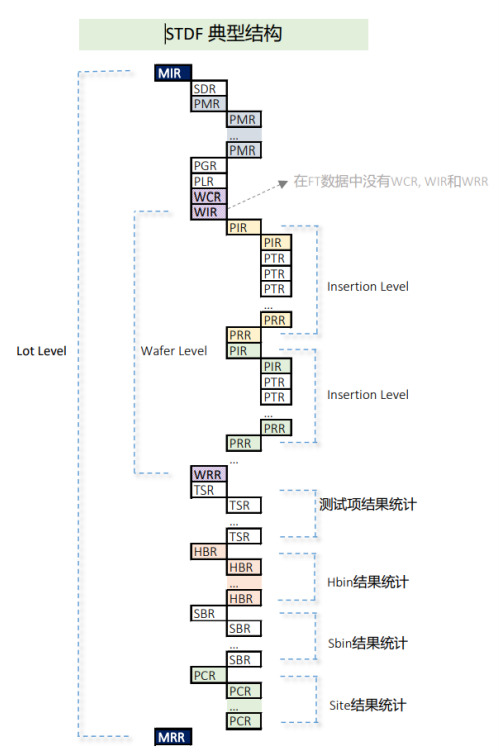 STDF 典型结构
MIR
SDR
PMR
PMR
...
PMR
PGR
PLR
在FT数据中没有WCR, WIR和WRR
WCR
WIR
PIR
PIR
PTR
PTR
PTR
Insertion Level
...
PRR
PRR
Lot Level
Wafer Level
PIR
PIR
PTR
PTR
Insertion Level
...
PRR
PRR
...
WRR
TSR
TSR
测试项结果统计
...
TSR
HBR
HBR
Hbin结果统计
...
HBR
SBR
SBR
Sbin结果统计
...
SBR
PCR
PCR
Site结果统计
...
PCR
MRR